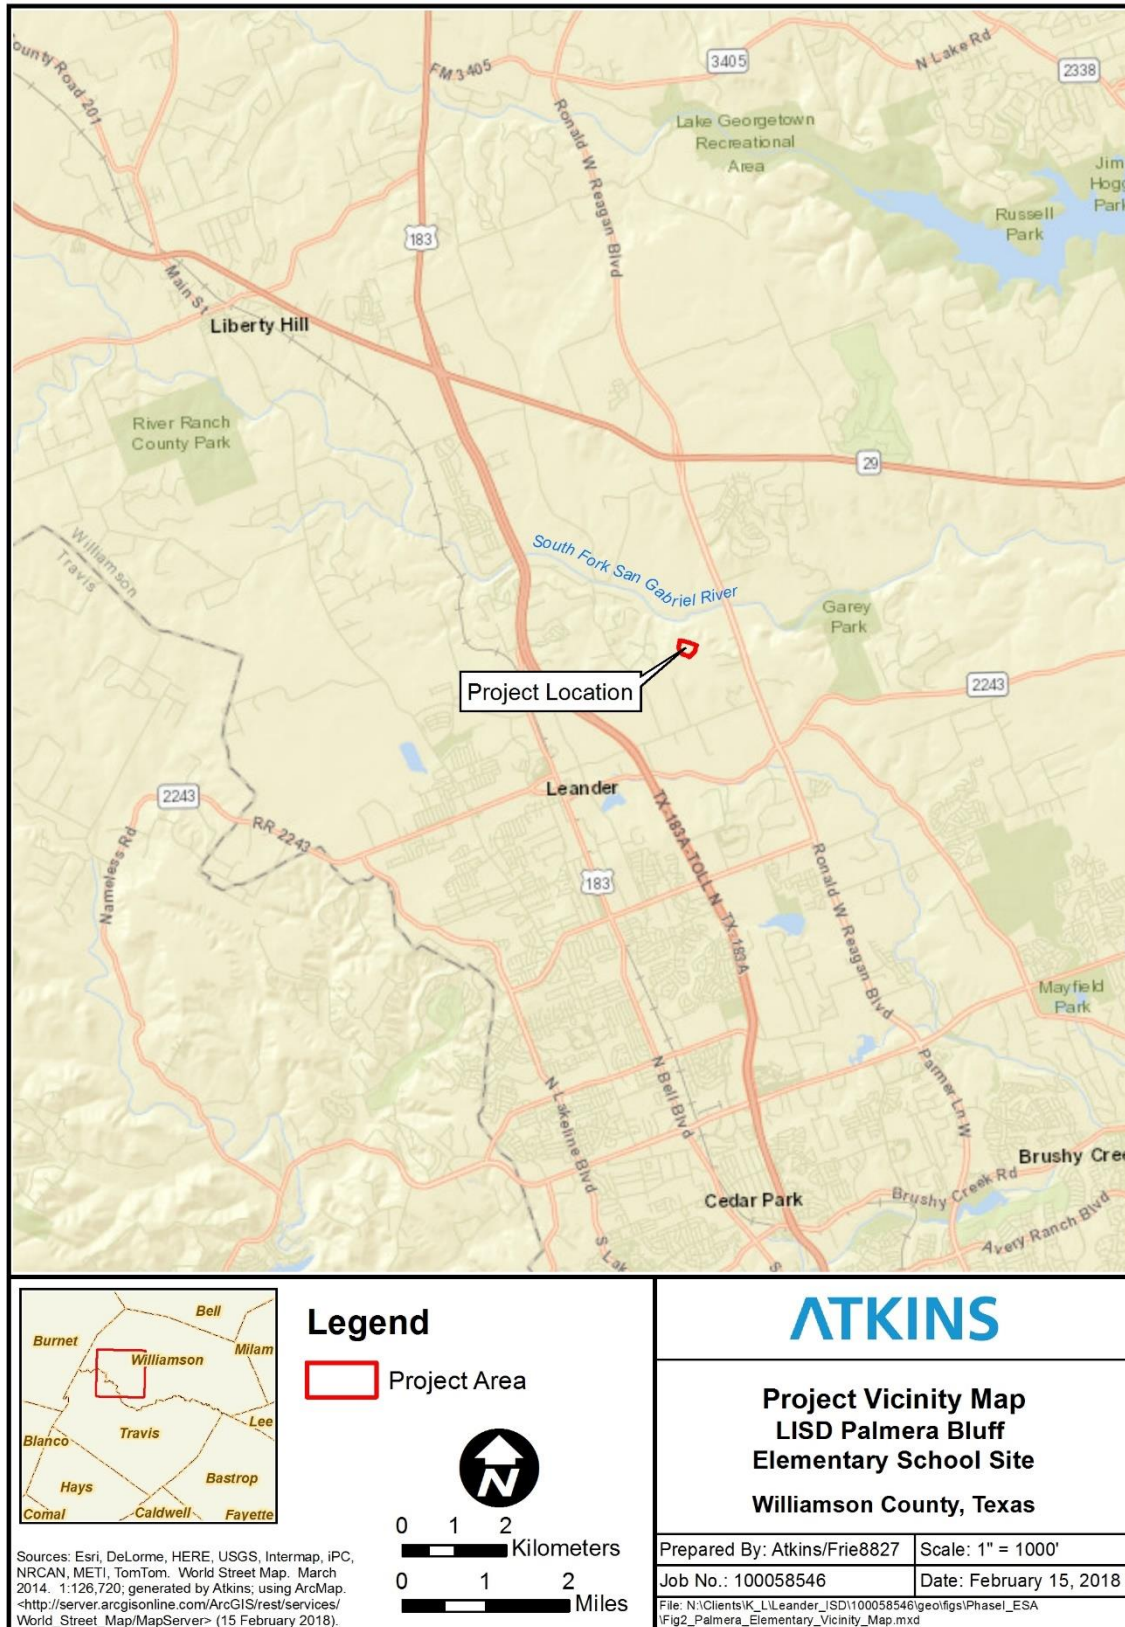 County Road 201
FM 3405
3405
N Lake Rd
2338
Ronald W Reagan Blvd
Lake Georgetown
Recreational
Area
Jim
Hogg
Park
Russell
Park
183
Main St
Liberty Hill
River Ranch
County Park
29
Williamson
Travis
South Fork San Gabriel River
Garey
Park
Project Location
2243
Leander
2243
RR 2243
Nameless Rd
TX-183A-TOLL N
TX-183A
183
Ronald W Reagan Blvd
Mayfield
Park
N Bell Blvd
N Lakeline Blvd
Parmer Ln W
Brushy Cree
Brushy Creek Rd
Cedar Park
Avery Ranch Blvd
S Lak
S
Bell
Burnet
Williamson
Milam
Lee
Travis
Blanco
Bastrop
Hays
Comal
Caldwell
Fayette
Legend
Project Area
N
0 1 2
Kilometers
0 1 2
Miles
Sources: Esri, DeLorme, HERE, USGS, Intermap, iPC,
NRCAN, METI, TomTom. World Street Map. March
2014. 1:126,720; generated by Atkins; using ArcMap.
<http://server.arcgisonline.com/ArcGIS/rest/services/
World_Street_Map/MapServer> (15 February 2018).
ATKINS
Project Vicinity Map
LISD Palmera Bluff
Elementary School Site
Williamson County, Texas
Prepared By: Atkins/Frie8827
Scale: 1" = 1000'
Job No.: 100058546
Date: February 15, 2018
File: N:\Clients\K_L\Leander_ISD\100058546\geo\figs\PhaseI_ESA
\Fig2_Palmera_Elementary_Vicinity_Map.mxd